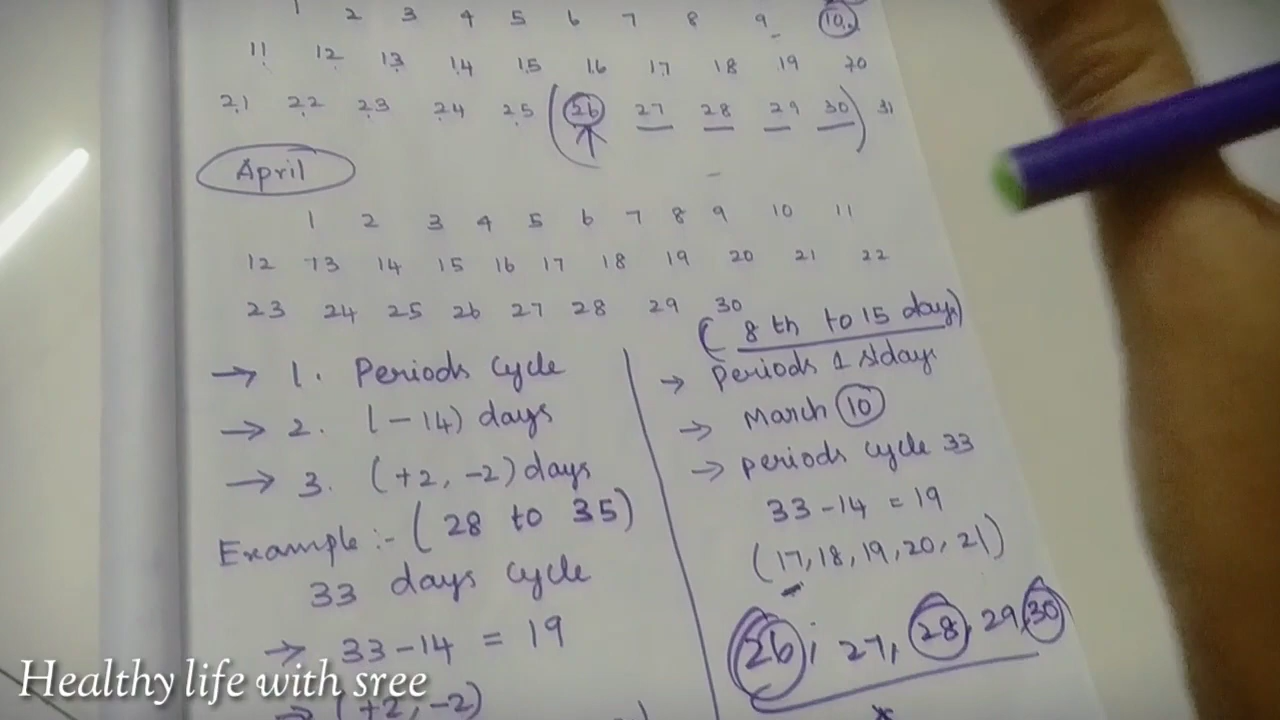 1 2 3 4 5 6 7 8 9 10
11 12 13 14 15 16 17 18 19 20
21 22 23 24 25 (26 27 28 29 30) 31
April
1 2 3 4 5 6 7 8 9 10 11
12 13 14 15 16 17 18 19 20 21 22
23 24 25 26 27 28 29 30
→ 1. Periods Cycle
→ 2. (-14) days
→ 3. (+2, -2) days
Example :- (28 to 35)
33 days cycle
→ 33-14 = 19
→ (+2, -2)
(8 th to 15 days)
→ Periods 1 st days
→ March 10
→ periods cycle 33
33-14 = 19
(17, 18, 19, 20, 21)
26, 27, 28, 29, 30
Healthy life with sree